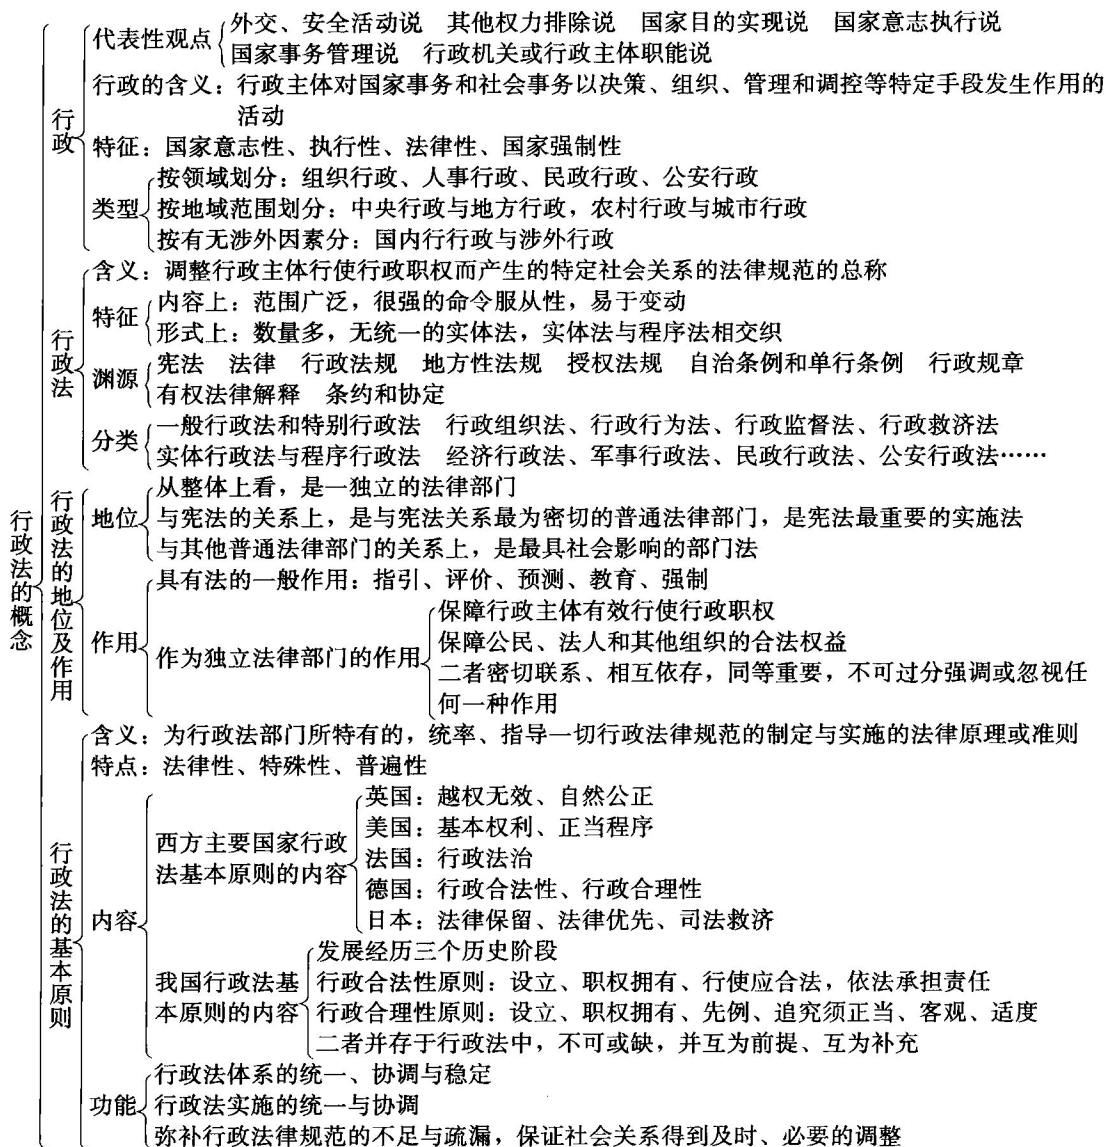 行政法的概念
行政
代表性观点
外交、安全活动说 其他权力排除说 国家目的实现说 国家意志执行说
国家事务管理说 行政机关或行政主体职能说
行政的含义：行政主体对国家事务和社会事务以决策、组织、管理和调控等特定手段发生作用的
活动
特征：国家意志性、执行性、法律性、国家强制性
类型
按领域划分：组织行政、人事行政、民政行政、公安行政
按地域范围划分：中央行政与地方行政，农村行政与城市行政
按有无涉外因素分：国内行行政与涉外行政
行政法
含义：调整行政主体行使行政职权而产生的特定社会关系的法律规范的总称
特征
内容上：范围广泛，很强的命令服从性，易于变动
形式上：数量多，无统一的实体法，实体法与程序法相交织
渊源
宪法 法律 行政法规 地方性法规 授权法规 自治条例和单行条例 行政规章
有权法律解释 条约和协定
分类
一般行政法和特别行政法 行政组织法、行政行为法、行政监督法、行政救济法
实体行政法与程序行政法 经济行政法、军事行政法、民政行政法、公安行政法……
行政法的地位及作用
地位
从整体上看，是一独立的法律部门
与宪法的关系上，是与宪法关系最为密切的普通法律部门，是宪法最重要的实施法
与其他普通法律部门的关系上，是最具社会影响的部门法
作用
具有法的一般作用：指引、评价、预测、教育、强制
作为独立法律部门的作用
保障行政主体有效行使行政职权
保障公民、法人和其他组织的合法权益
二者密切联系、相互依存，同等重要，不可过分强调或忽视任
何一种作用
行政法的基本原则
含义：为行政法部门所特有的，统率、指导一切行政法律规范的制定与实施的法律原理或准则
特点：法律性、特殊性、普遍性
内容
西方主要国家行政
法基本原则的内容
英国：越权无效、自然公正
美国：基本权利、正当程序
法国：行政法治
德国：行政合法性、行政合理性
日本：法律保留、法律优先、司法救济
我国行政法基
本原则的内容
发展经历三个历史阶段
行政合法性原则：设立、职权拥有、行使应合法，依法承担责任
行政合理性原则：设立、职权拥有、先例、追究须正当、客观、适度
二者并存于行政法中，不可或缺，并互为前提、互为补充
功能
行政法体系的统一、协调与稳定
行政法实施的统一与协调
弥补行政法律规范的不足与疏漏，保证社会关系得到及时、必要的调整